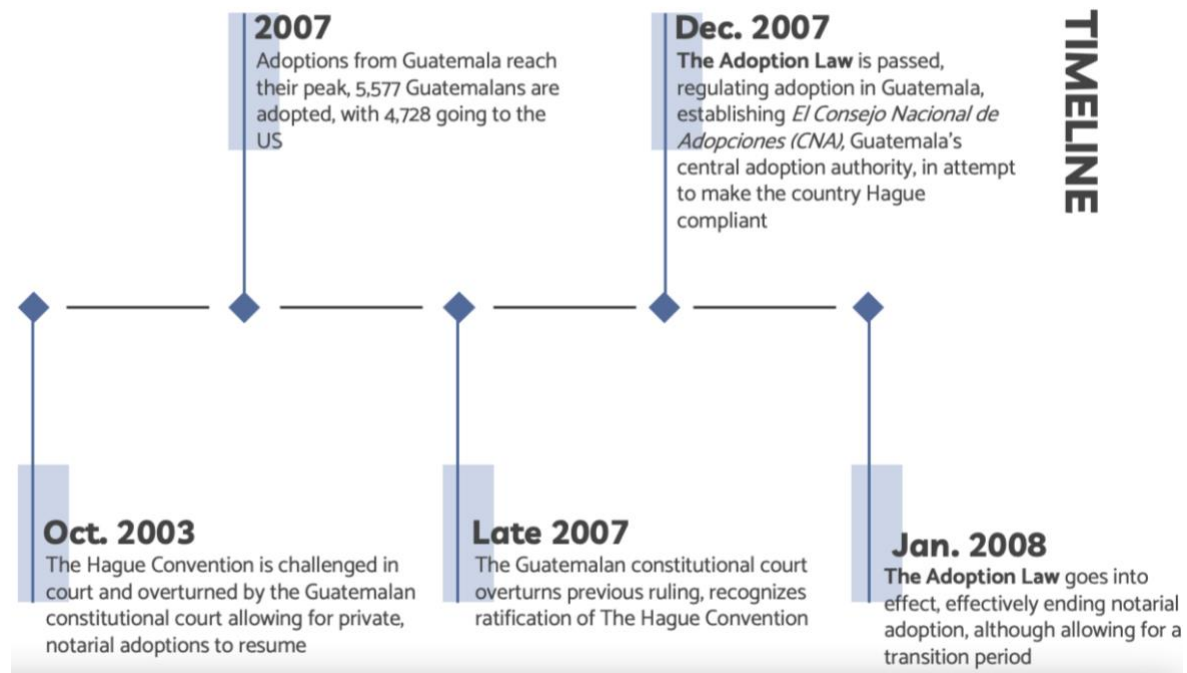 TIMELINE
2007
Adoptions from Guatemala reach
their peak, 5,577 Guatemalans are
adopted, with 4,728 going to the
US
Dec. 2007
The Adoption Law is passed,
regulating adoption in Guatemala,
establishing El Consejo Nacional de
Adopciones (CNA), Guatemala's
central adoption authority, in attempt
to make the country Hague
compliant
Oct. 2003
The Hague Convention is challenged in
court and overturned by the Guatemalan
constitutional court allowing for private,
notarial adoptions to resume
Late 2007
The Guatemalan constitutional court
overturns previous ruling, recognizes
ratification of The Hague Convention
Jan. 2008
The Adoption Law goes into
effect, effectively ending notarial
adoption, although allowing for a
transition period